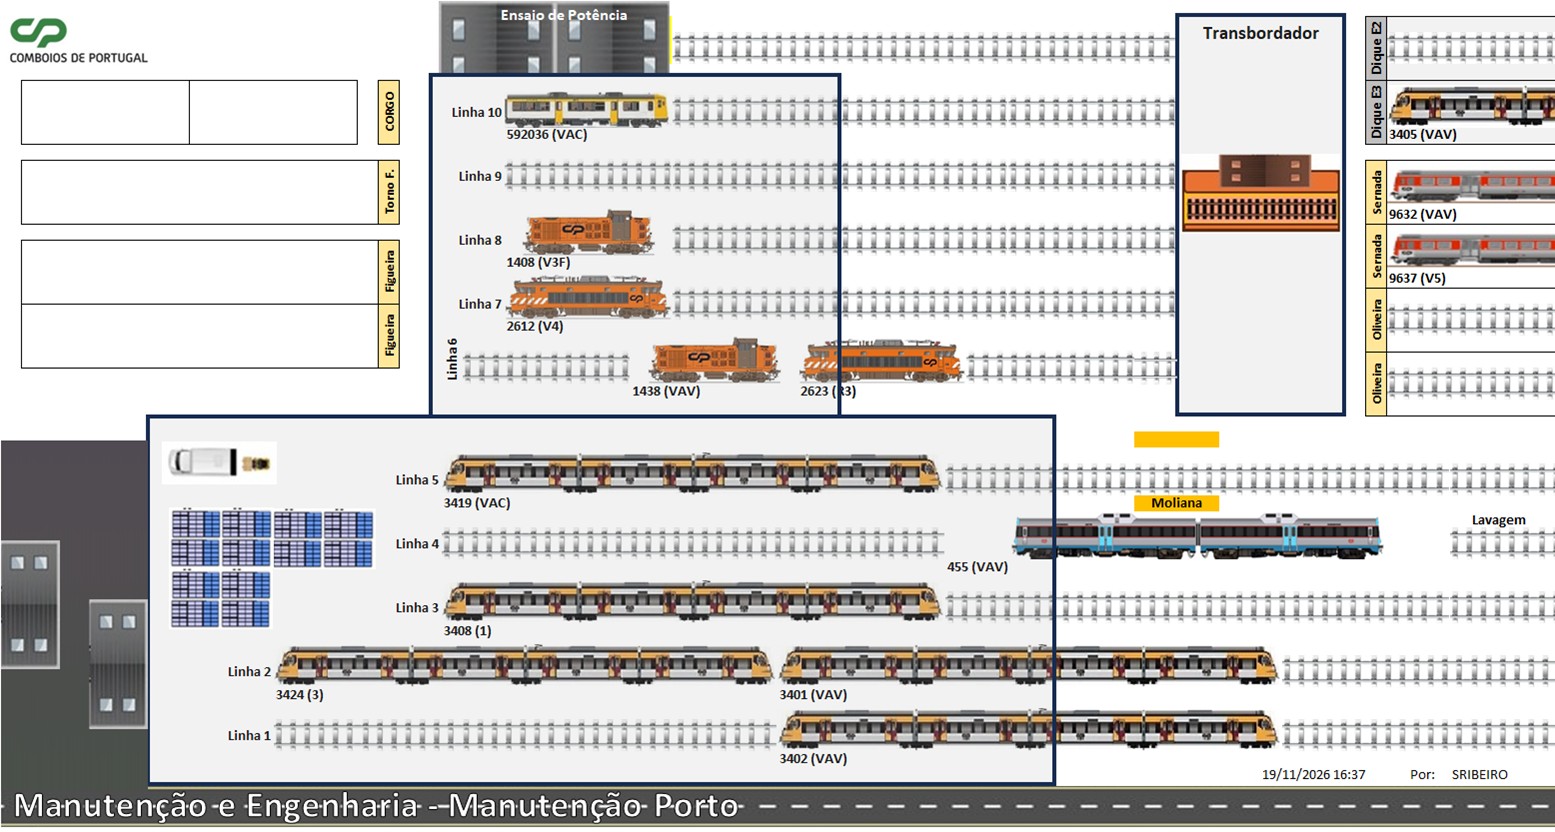 CP
COMBOIOS DE PORTUGAL
Ensaio de Potência
Transbordador
Dique E2
Dique E3
3405 (VAV)
CORGO
Torno F.
Figueira
Figueira
Linha 10
592036 (VAC)
Linha 9
Linha 8
1408 (V3F)
Linha 7
2612 (V4)
Linha 6
1438 (VAV)
2623 (R3)
Sernada
9632 (VAV)
Sernada
9637 (V5)
Oliveira
Oliveira
Linha 5
3419 (VAC)
Moliana
Lavagem
Linha 4
455 (VAV)
Linha 3
3408 (1)
Linha 2
3424 (3)
3401 (VAV)
Linha 1
3402 (VAV)
19/11/2026 16:37 Por: SRIBEIRO
Manutenção e Engenharia - Manutenção Porto